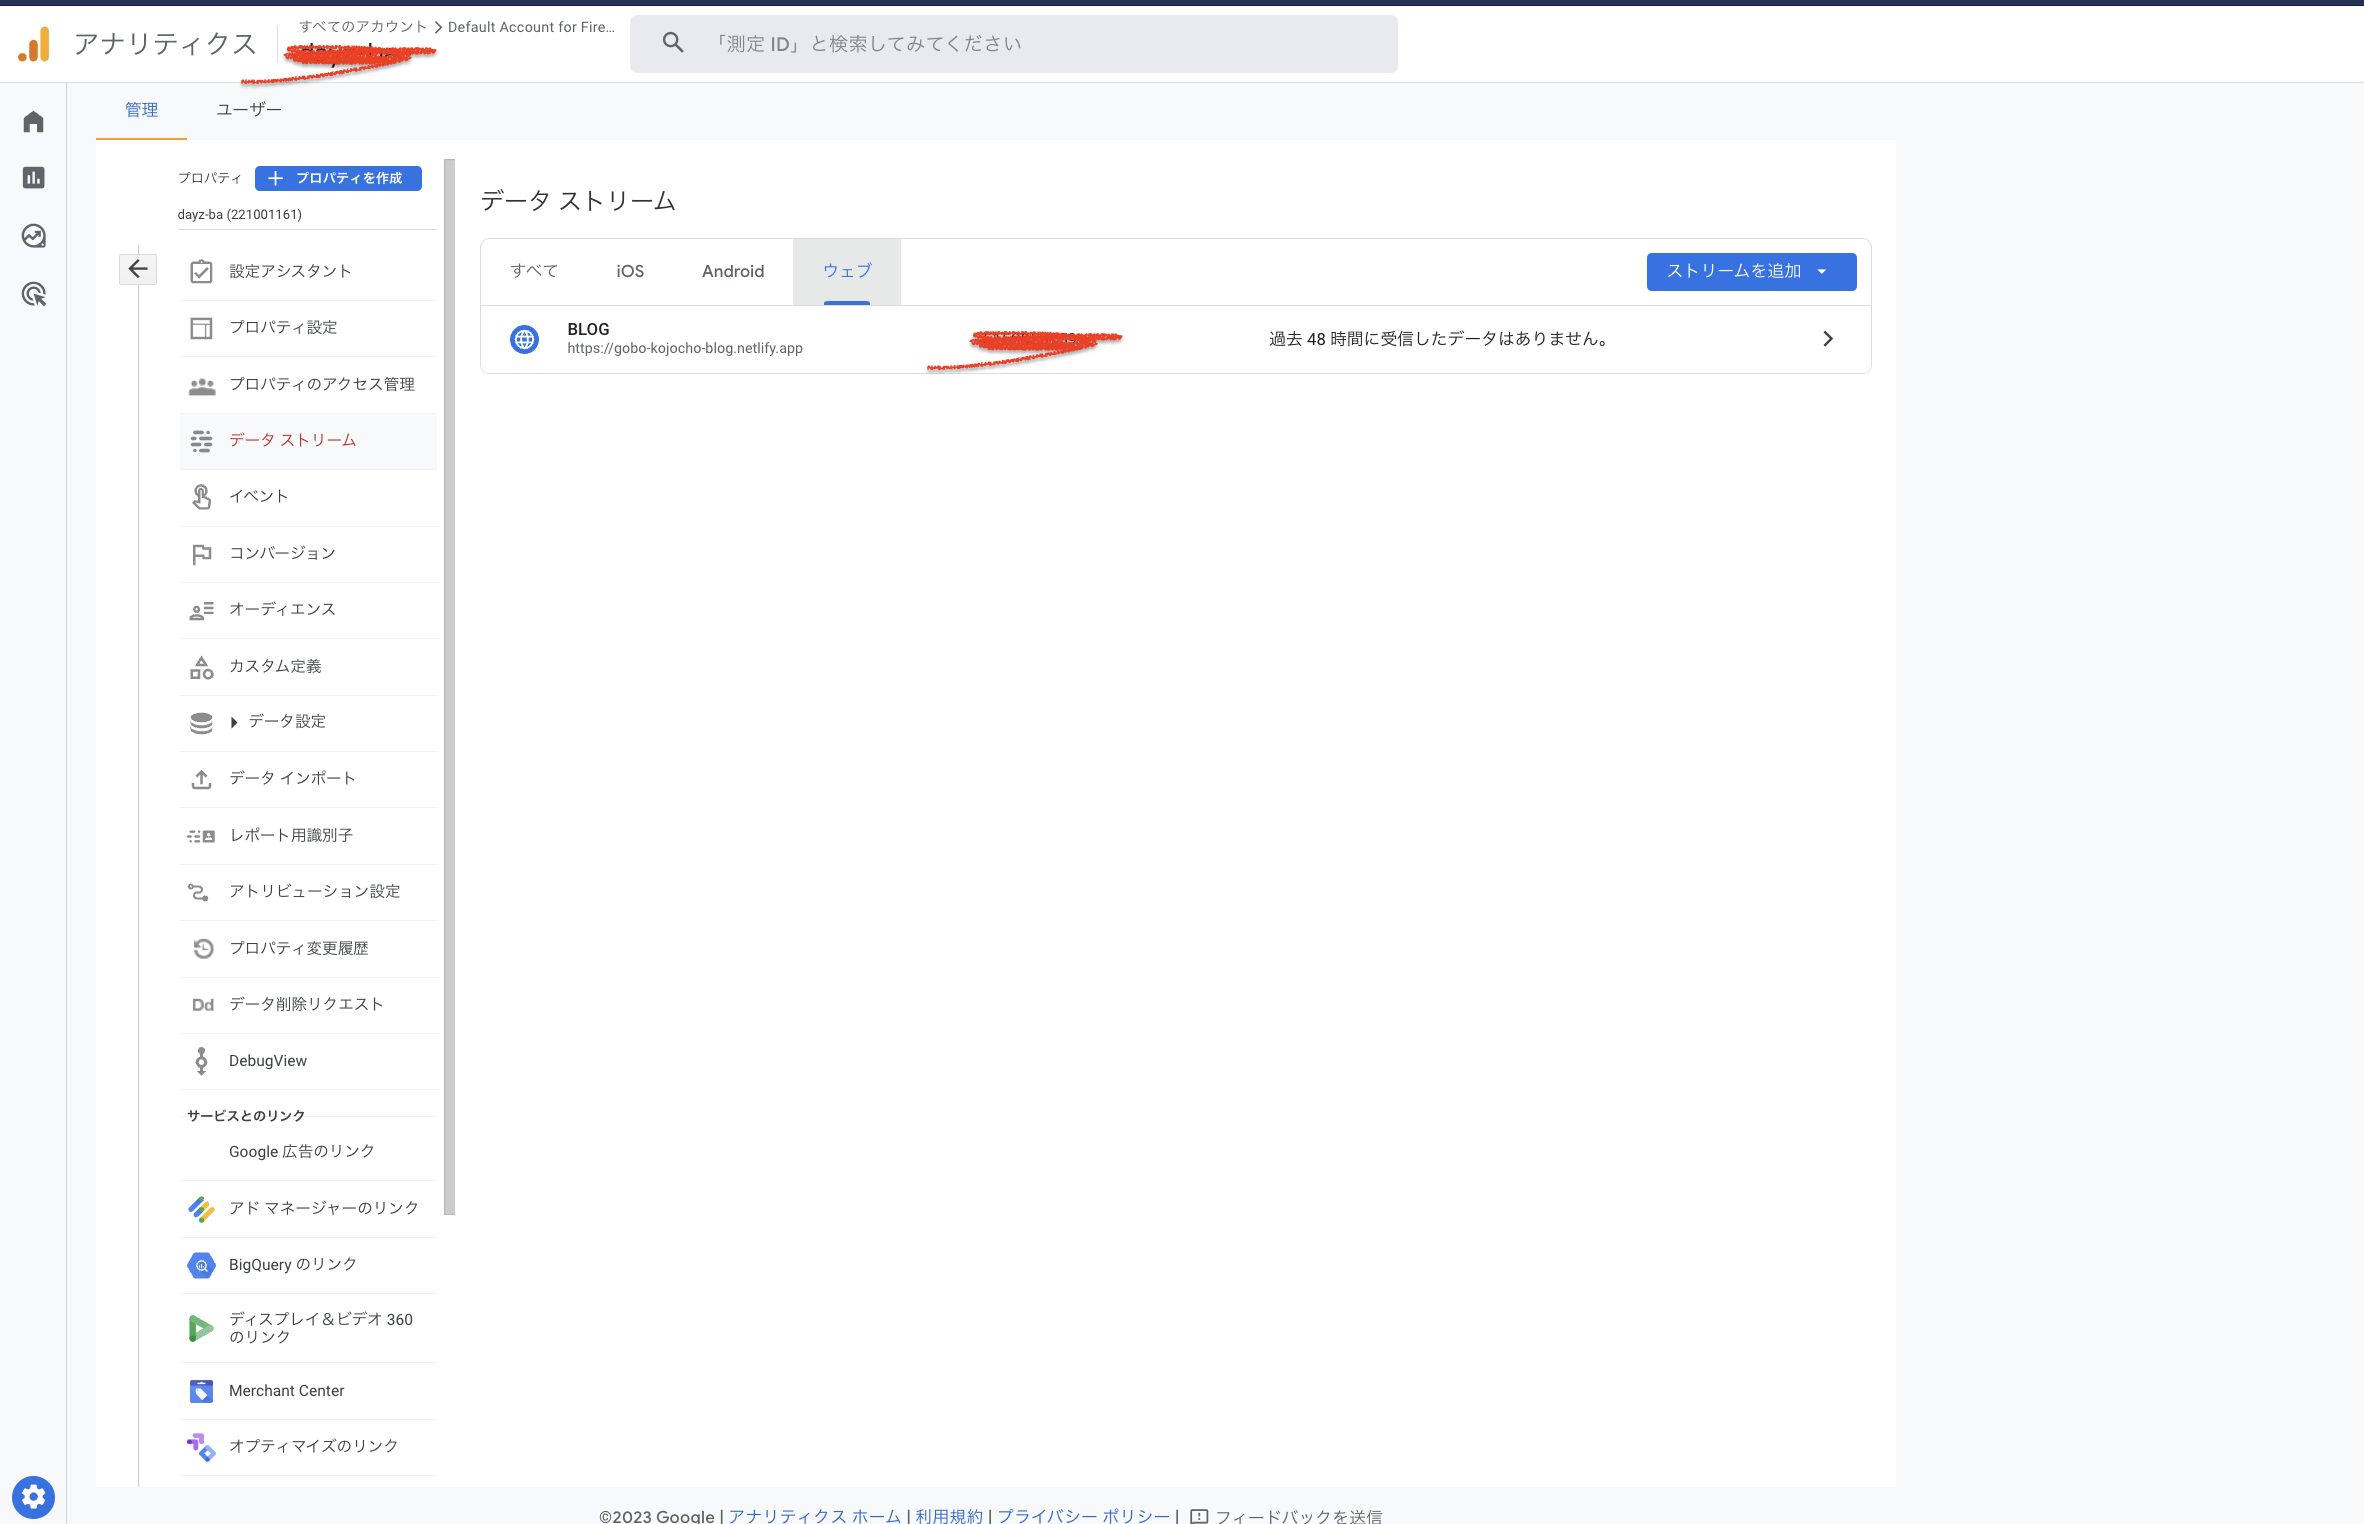 アナリティクス
すべてのアカウント > Default Account for Fire...
「測定 ID」と検索してみてください
管理
ユーザー
プロパティ
+ プロパティを作成
dayz-ba (221001161)
設定アシスタント
プロパティ設定
プロパティのアクセス管理
データ ストリーム
イベント
コンバージョン
オーディエンス
カスタム定義
データ設定
データ インポート
レポート用識別子
アトリビューション設定
プロパティ変更履歴
Dd データ削除リクエスト
DebugView
サービスとのリンク
Google 広告のリンク
アド マネージャーのリンク
BigQuery のリンク
ディスプレイ＆ビデオ 360
のリンク
Merchant Center
オプティマイズのリンク
データ ストリーム
すべて
iOS
Android
ウェブ
ストリームを追加
BLOG
https://gobo-kojocho-blog.netlify.app
過去 48 時間に受信したデータはありません。
©2023 Google | アナリティクス ホーム | 利用規約 | プライバシー ポリシー | フィードバックを送信